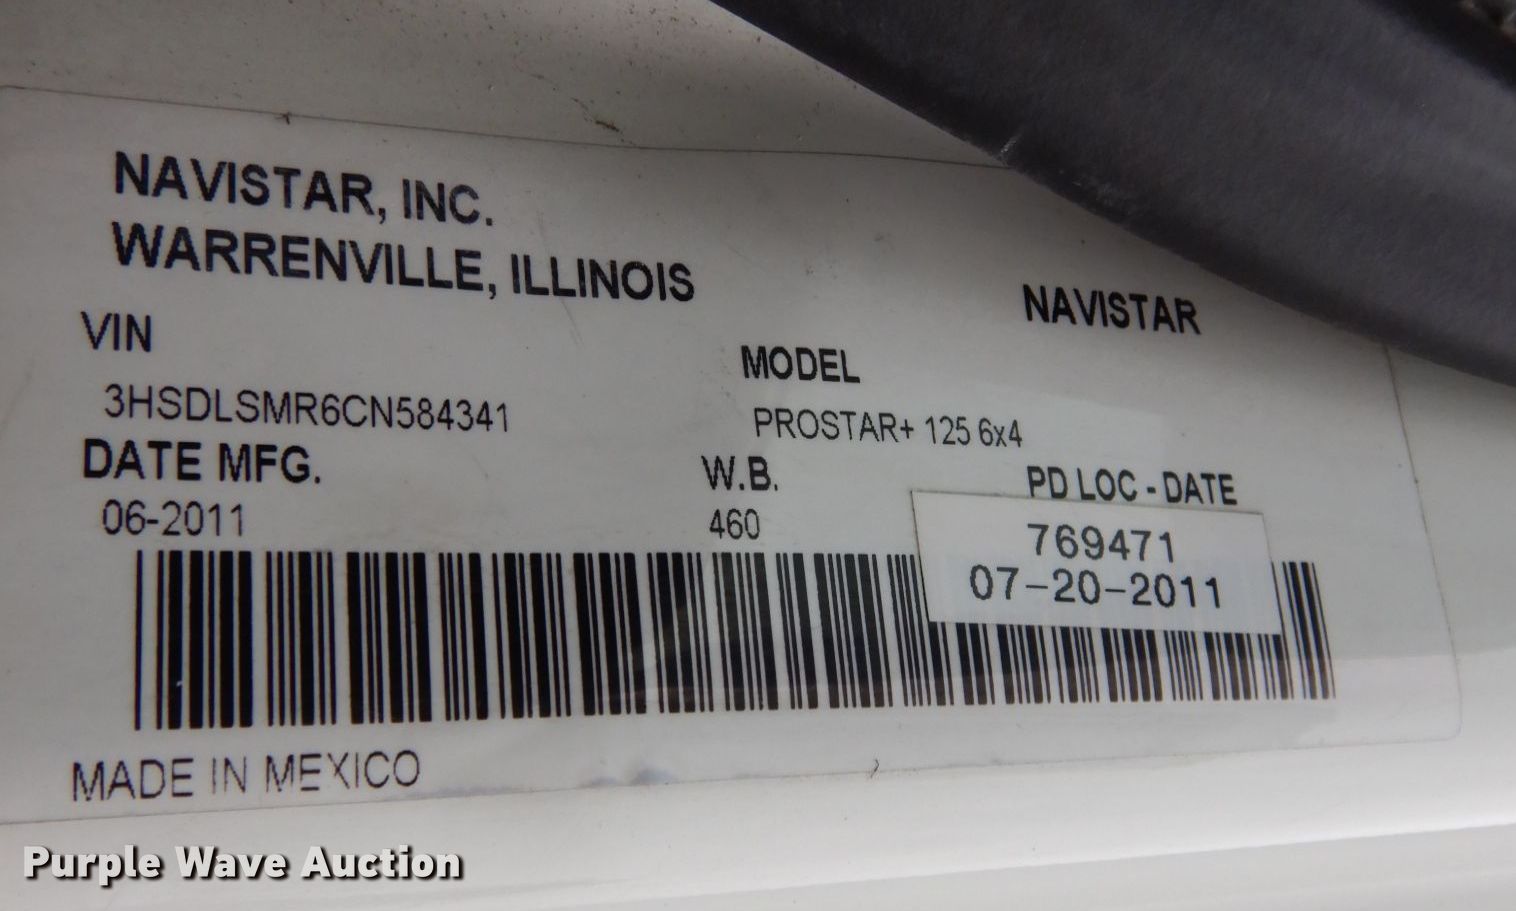 NAVISTAR, INC.
WARRENVILLE, ILLINOIS
NAVISTAR
VIN
MODEL
3HSDLSMR6CN584341
PROSTAR+ 125 6x4
DATE MFG.
W.B.
PD LOC - DATE
06-2011
460
769471
07-20-2011
MADE IN MEXICO
Purple Wave Auction